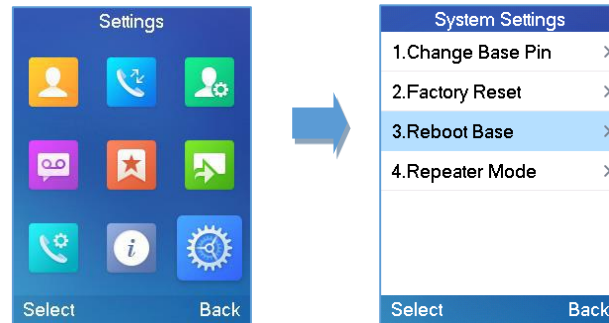 Settings
Select Back
System Settings
1.Change Base Pin
2.Factory Reset
3.Reboot Base
4.Repeater Mode
Select Back